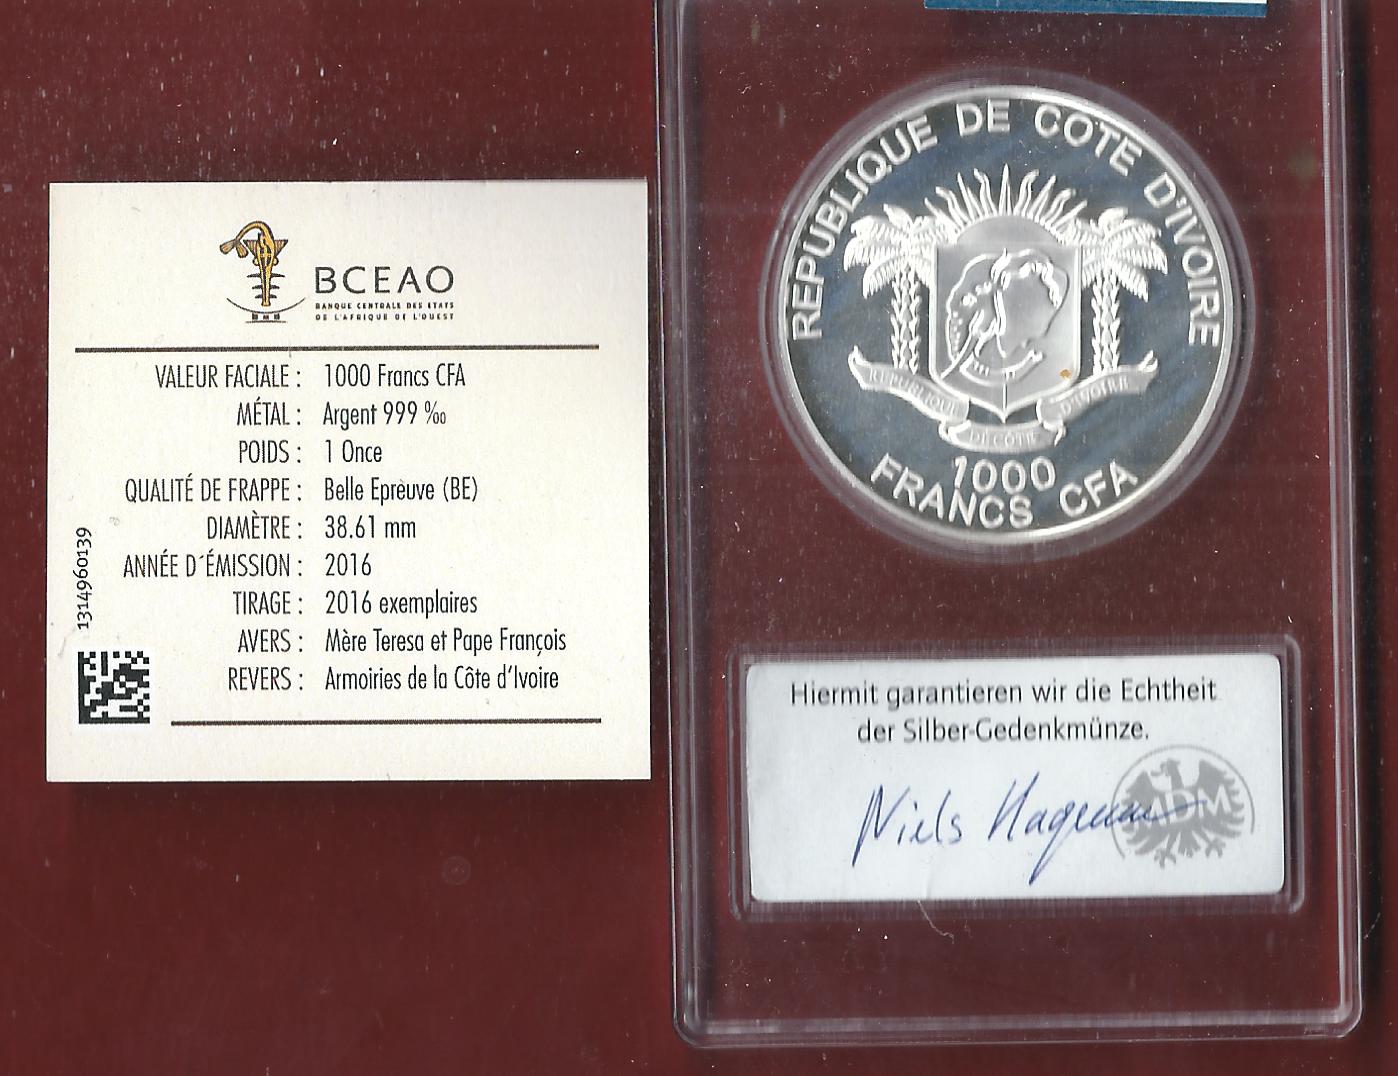 BCEAO
BANQUE CENTRALE DES ETATS
DE L'AFRIQUE DE L'OUEST
VALEUR FACIALE : 1000 Francs CFA
MÉTAL : Argent 999 ‰
POIDS : 1 Once
QUALITÉ DE FRAPPE : Belle Epreuve (BE)
DIAMÈTRE : 38.61 mm
ANNÉE D´ÉMISSION : 2016
TIRAGE : 2016 exemplaires
AVERS : Mère Teresa et Pape François
REVERS : Armoiries de la Côte d'Ivoire
1314960139
REPUBLIQUE DE COTE D'IVOIRE
REPUBLIQUE
DE COTE
D'IVOIRE
1000
FRANCS CFA
Hiermit garantieren wir die Echtheit
der Silber-Gedenkmünze.
Niels
MDM